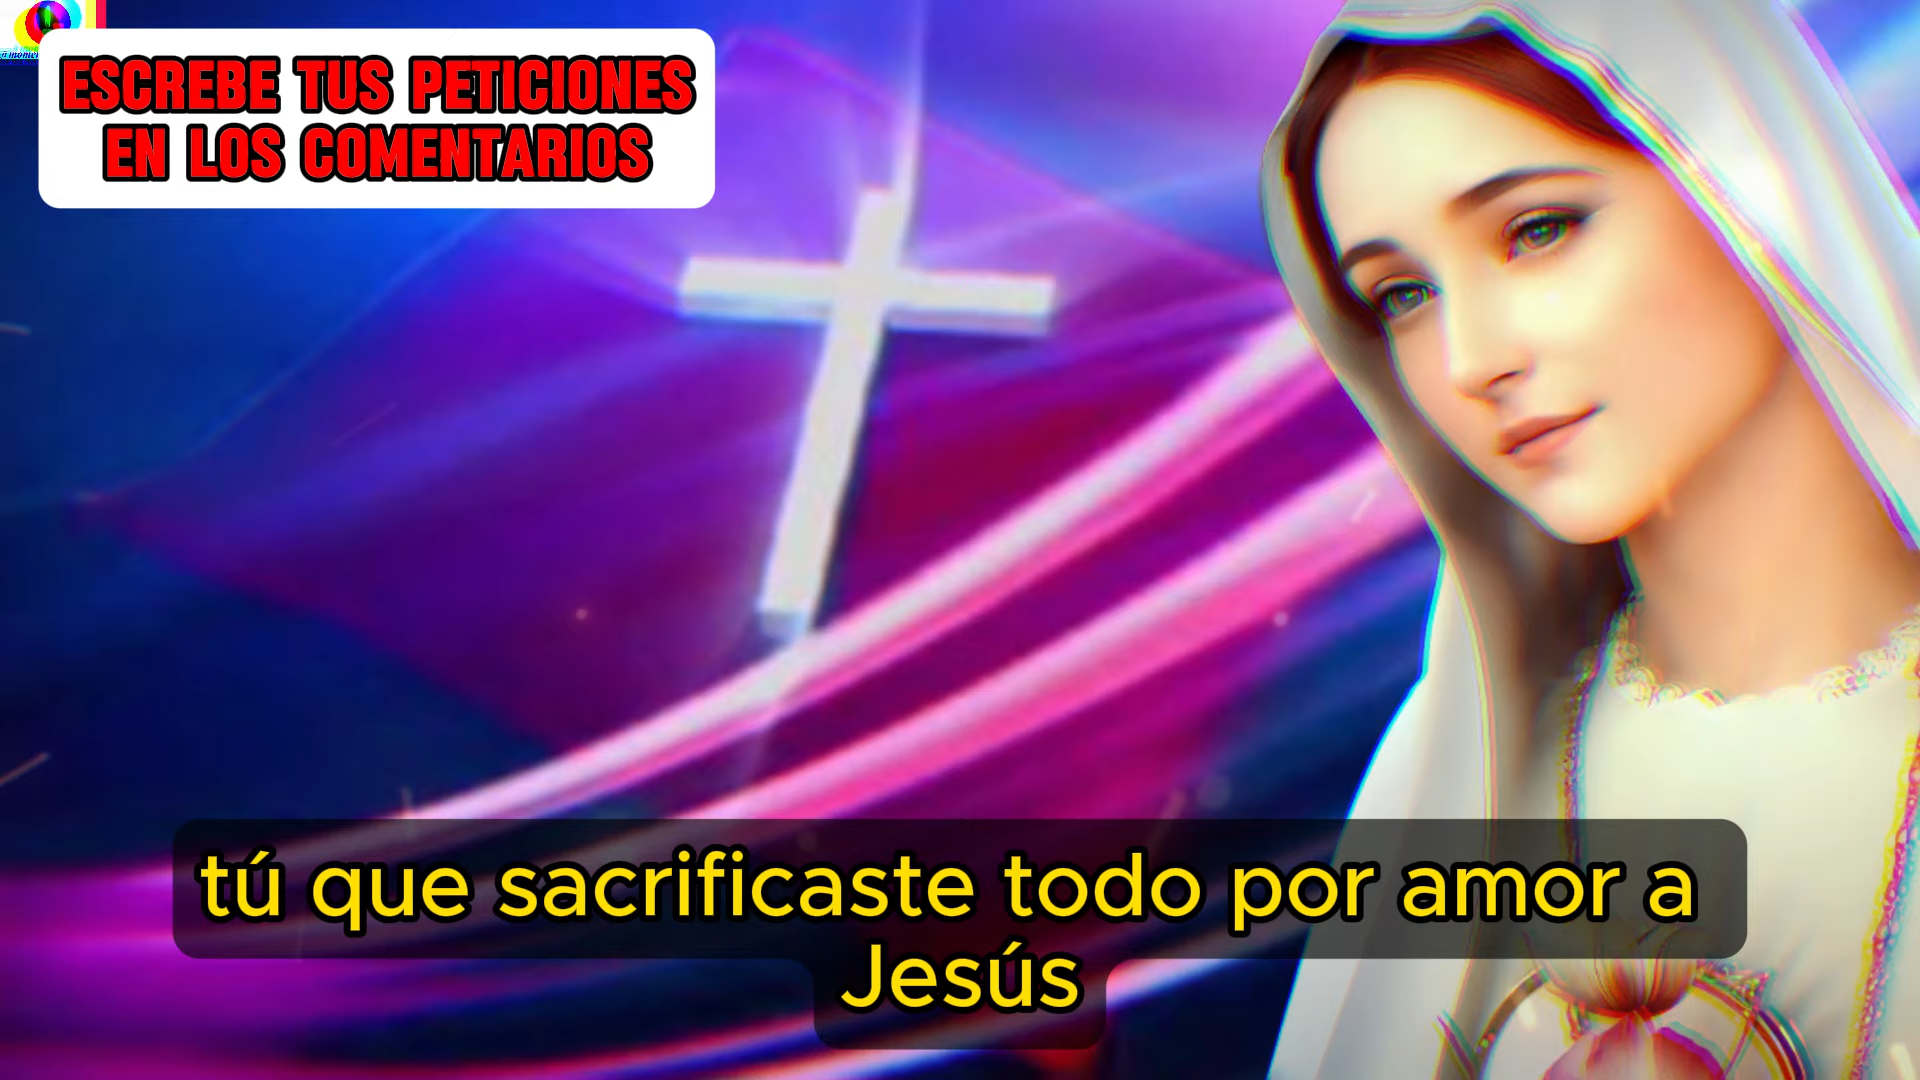 ESCREBE TUS PETICIONES
EN LOS COMENTARIOS
tú que sacrificaste todo por amor a
Jesús